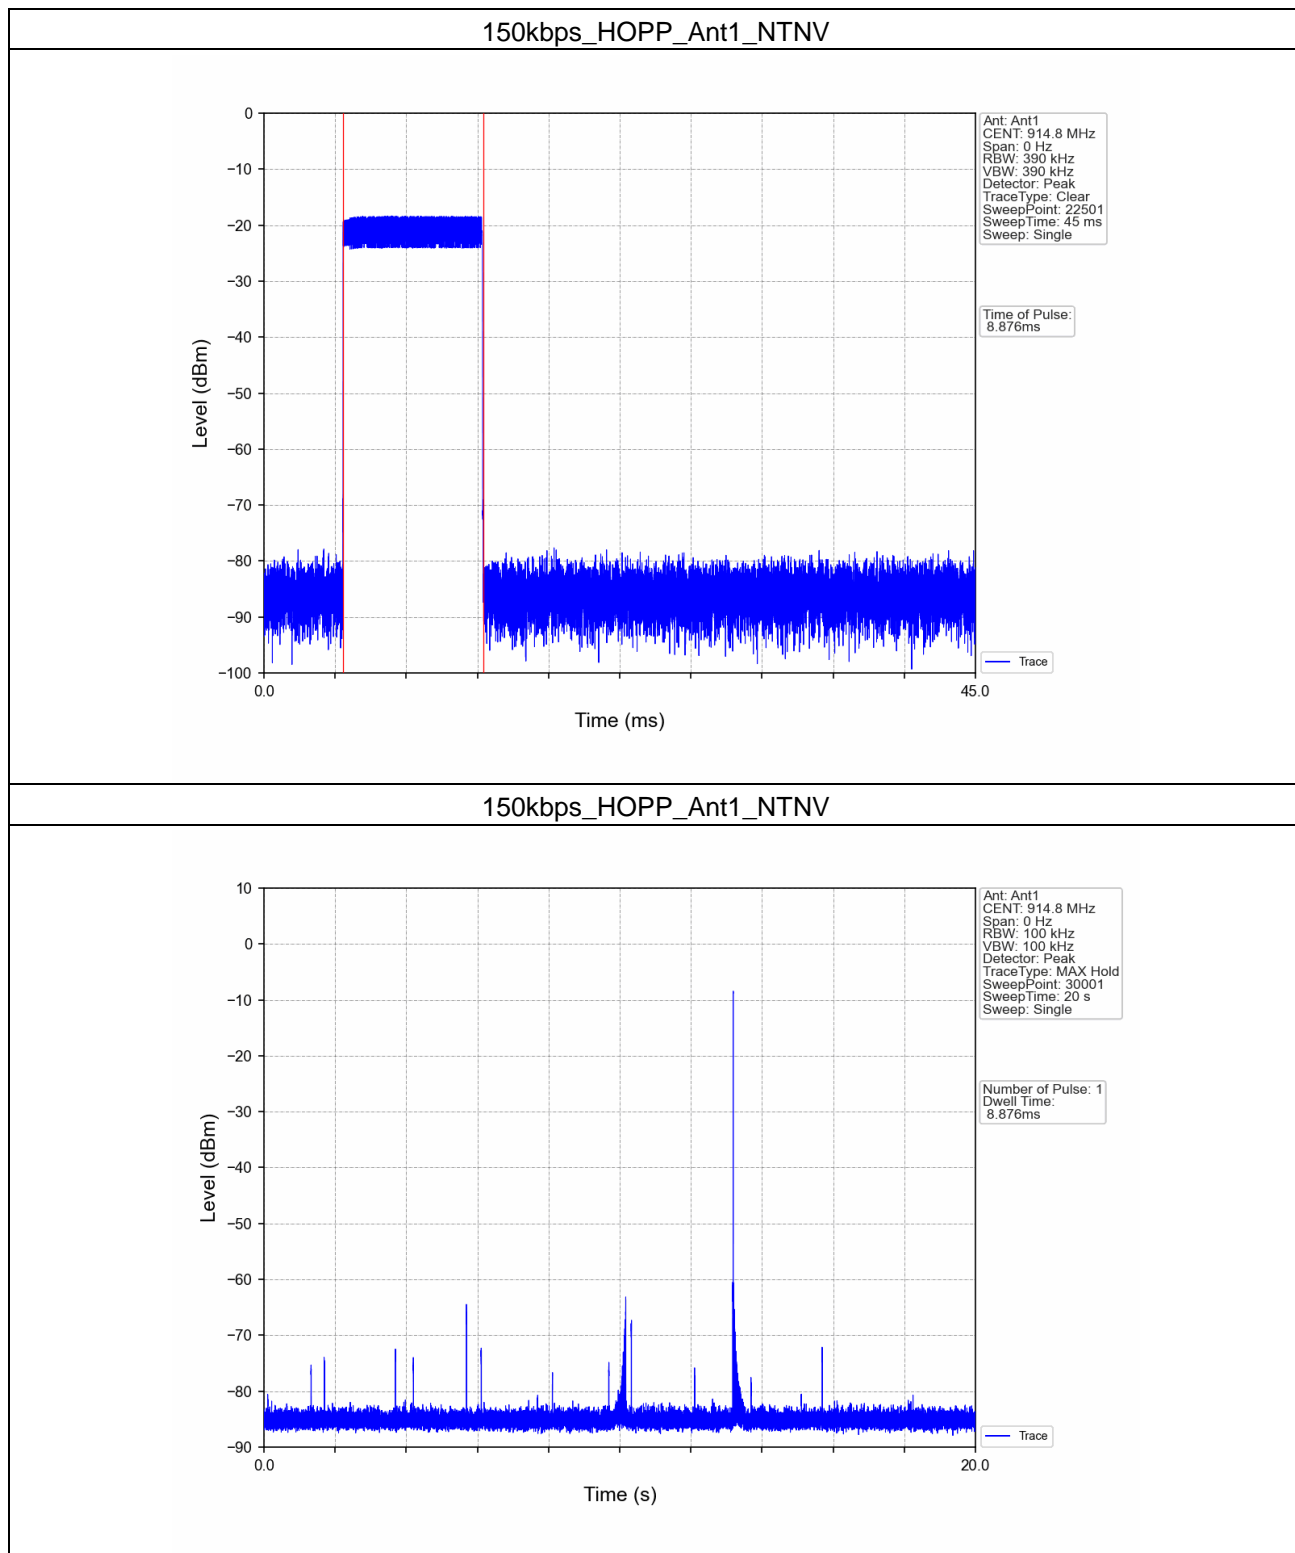 150kbps_HOPP_Ant1_NTNV
0
−10
−20
−30
−40
−50
−60
−70
−80
−90
−100
Level (dBm)
0.0
45.0
Time (ms)
Ant: Ant1
CENT: 914.8 MHz
Span: 0 Hz
RBW: 390 kHz
VBW: 390 kHz
Detector: Peak
TraceType: Clear
SweepPoint: 22501
SweepTime: 45 ms
Sweep: Single
Time of Pulse:
8.876ms
Trace
150kbps_HOPP_Ant1_NTNV
10
0
−10
−20
−30
−40
−50
−60
−70
−80
−90
Level (dBm)
0.0
20.0
Time (s)
Ant: Ant1
CENT: 914.8 MHz
Span: 0 Hz
RBW: 100 kHz
VBW: 100 kHz
Detector: Peak
TraceType: MAX Hold
SweepPoint: 30001
SweepTime: 20 s
Sweep: Single
Number of Pulse: 1
Dwell Time:
8.876ms
Trace